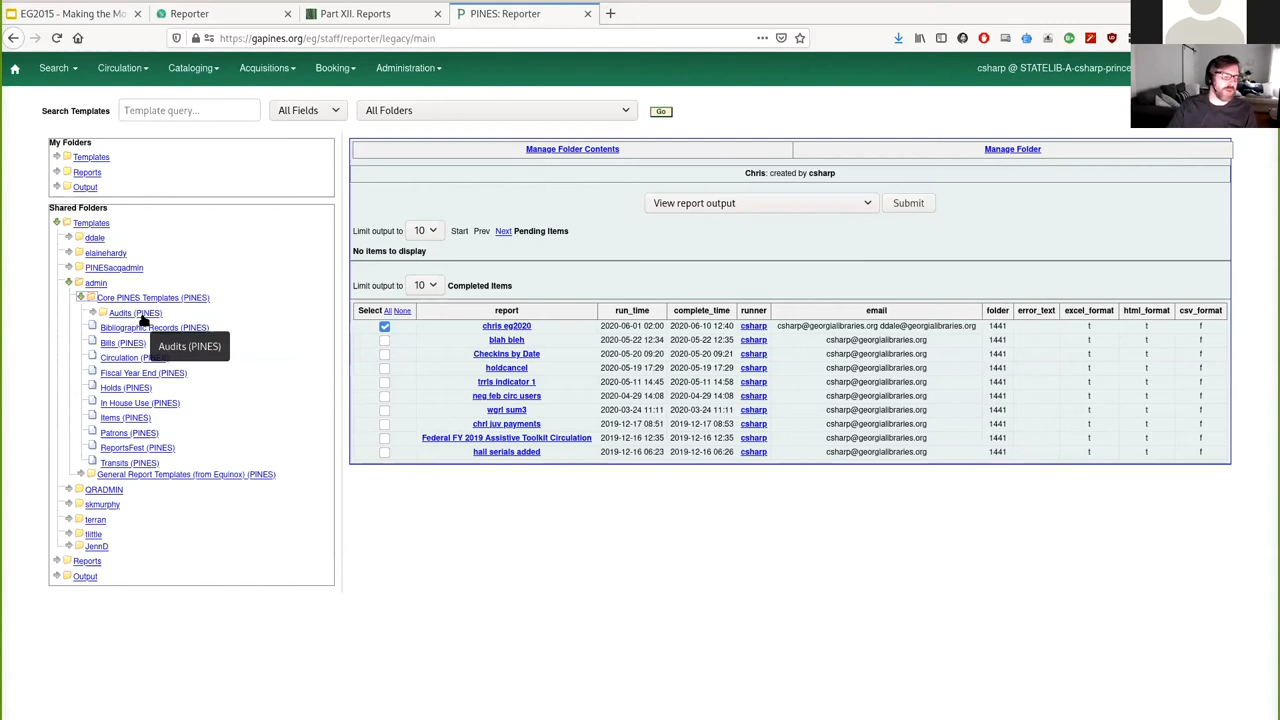 EG2015 - Making the Mo
Reporter
Part XII. Reports
PINES: Reporter
https://gapines.org/eg/staff/reporter/legacy/main
Search Circulation Cataloging Acquisitions Booking Administration
csharp @ STATELIB-A-csharp-prince
Search Templates Template query... All Fields All Folders Go
My Folders
Templates
Reports
Output
Shared Folders
Templates
ddale
elainehardy
PINESacqadmin
admin
Core PINES Templates (PINES)
Audits (PINES)
Bibliographic Records (PINES)
Audits (PINES)
Bills (PINES)
Circulation (PINES)
Fiscal Year End (PINES)
Holds (PINES)
In House Use (PINES)
Items (PINES)
Patrons (PINES)
ReportsFest (PINES)
Transits (PINES)
General Report Templates (from Equinox) (PINES)
QRADMIN
skmurphy
terran
tlittle
JennD
Reports
Output
Manage Folder Contents Manage Folder
Chris: created by csharp
View report output Submit
Limit output to 10 Start Prev Next Pending Items
No items to display
Limit output to 10 Completed Items
Select All None report run_time complete_time runner email folder error_text excel_format html_format csv_format
chris eg2020 2020-06-01 02:00 2020-06-10 12:40 csharp csharp@georgialibraries.org ddale@georgialibraries.org 1441 t t f
blah bleh 2020-05-22 12:34 2020-05-22 12:35 csharp csharp@georgialibraries.org 1441 t t f
Checkins by Date 2020-05-20 09:20 2020-05-20 09:21 csharp csharp@georgialibraries.org 1441 t t f
holdcancel 2020-05-19 17:29 2020-05-19 17:29 csharp csharp@georgialibraries.org 1441 t t f
trrls indicator 1 2020-05-11 14:45 2020-05-11 14:58 csharp csharp@georgialibraries.org 1441 t t f
neg feb circ users 2020-04-29 14:08 2020-04-29 14:08 csharp csharp@georgialibraries.org 1441 t t f
wgrl sum3 2020-03-24 11:11 2020-03-24 11:11 csharp csharp@georgialibraries.org 1441 t t f
chrl juv payments 2019-12-17 08:51 2019-12-17 08:53 csharp csharp@georgialibraries.org 1441 t t f
Federal FY 2019 Assistive Toolkit Circulation 2019-12-16 12:35 2019-12-16 12:35 csharp csharp@georgialibraries.org 1441 t t f
hall serials added 2019-12-16 06:23 2019-12-16 06:26 csharp csharp@georgialibraries.org 1441 t t f